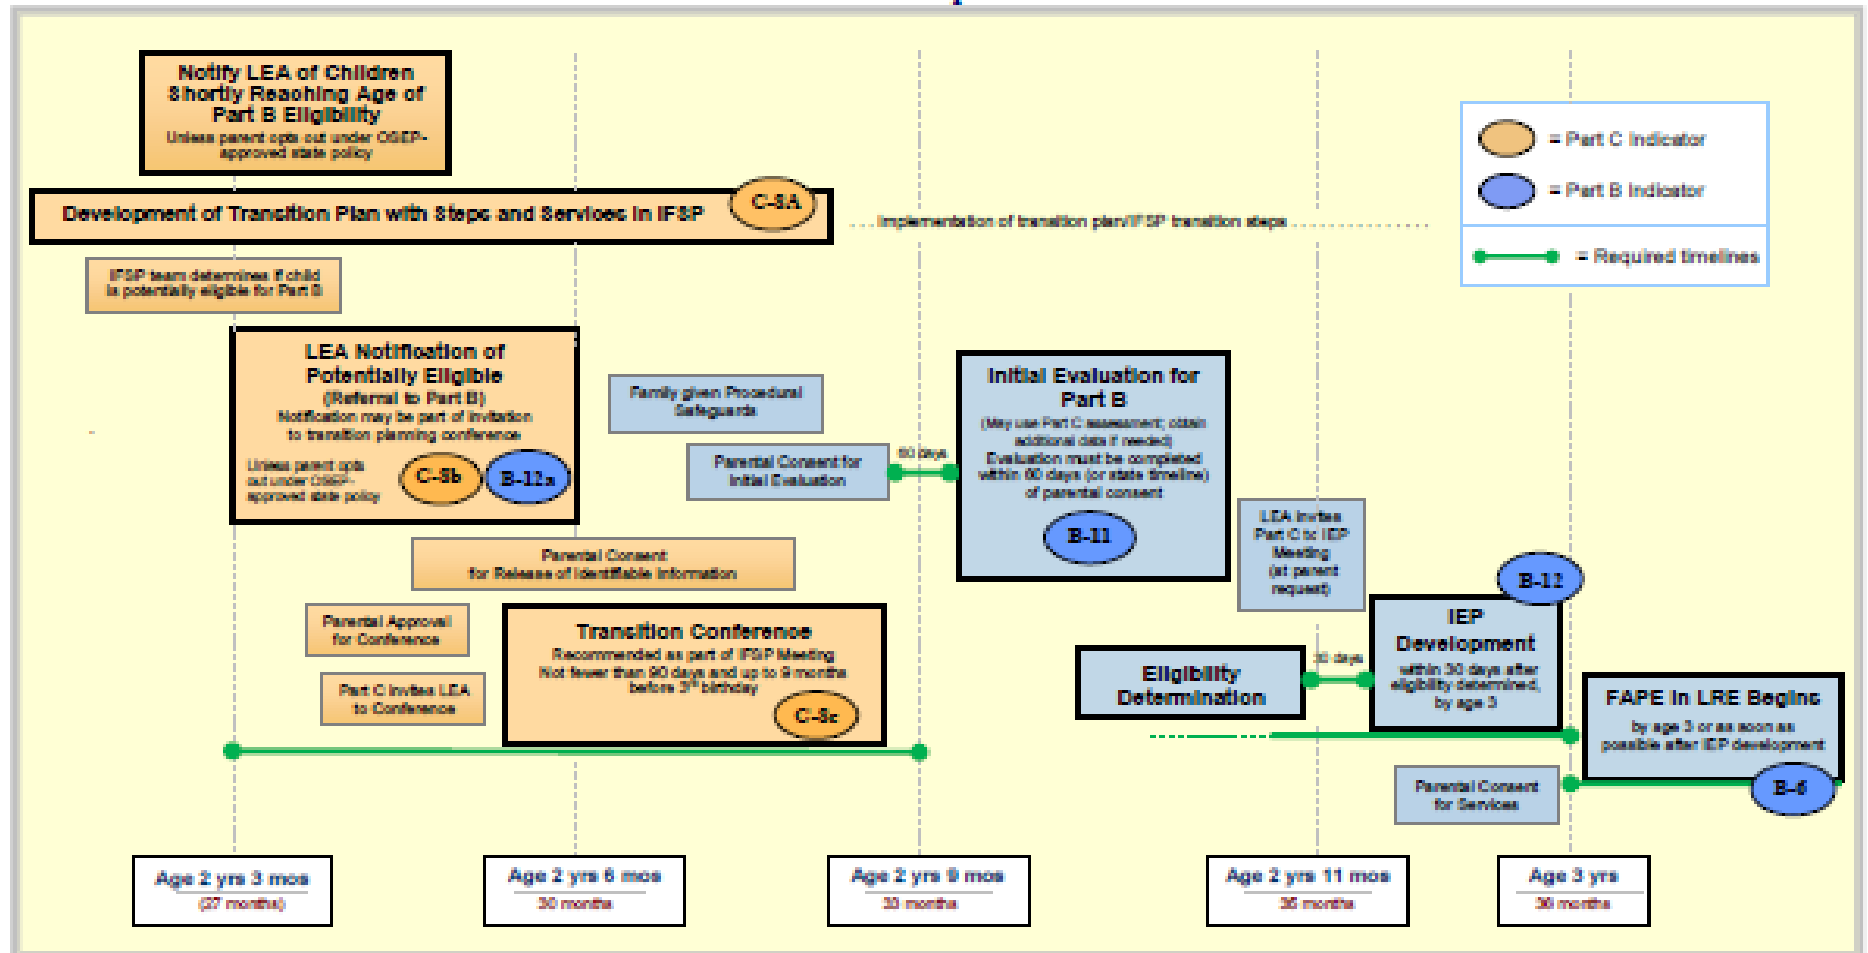 Notify LEA of Children
Shortly Reaching Age of
Part B Eligibility
Unless parent opts out under OSEP-
approved state policy
Development of Transition Plan with Steps and Services in IFSP
C-8A
Implementation of transition plan/IFSP transition steps
= Part C Indicator
= Part B Indicator
= Required timelines
IFSP team determines if child
is potentially eligible for Part B
LEA Notification of
Potentially Eligible
(Referral to Part B)
Notification may be part of invitation
to transition planning conference
Unless parent opts
out under OSEP-
approved state policy
C-8b
B-12a
Family given Procedural
Safeguards
Parental Consent for
Initial Evaluation
60 days
Initial Evaluation for
Part B
(May use Part C assessment; obtain
additional data if needed)
Evaluation must be completed
within 60 days (or state timeline)
of parental consent
B-11
Parental Consent
for Release of Identifiable Information
Parental Approval
for Conference
Part C invites LEA
to Conference
Transition Conference
Recommended as part of IFSP Meeting
Not fewer than 90 days and up to 9 months
before 3rd birthday
C-8c
LEA invites
Part C to IEP
Meeting
(at parent
request)
Eligibility
Determination
30 days
B-12
IEP
Development
within 30 days after
eligibility determined,
by age 3
FAPE in LRE Begins
by age 3 or as soon as
possible after IEP development
B-6
Parental Consent
for Services
Age 2 yrs 3 mos
(27 months)
Age 2 yrs 6 mos
30 months
Age 2 yrs 9 mos
33 months
Age 2 yrs 11 mos
35 months
Age 3 yrs
36 months